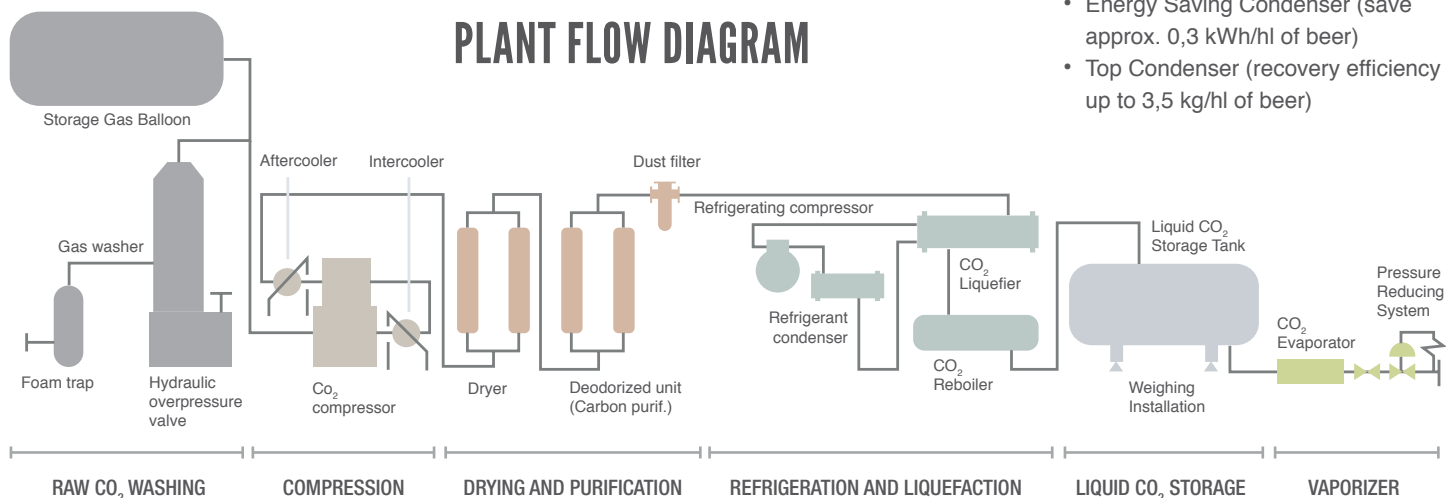 PLANT FLOW DIAGRAM
• Energy Saving Condenser (save
approx. 0,3 kWh/hl of beer)
• Top Condenser (recovery efficiency
up to 3,5 kg/hl of beer)
Storage Gas Balloon
Aftercooler
Intercooler
Dust filter
Refrigerating compressor
Gas washer
Liquid CO₂
Storage Tank
CO₂
Liquefier
Pressure
Reducing
System
Refrigerant
condenser
CO₂
Evaporator
Foam trap
Hydraulic
overpressure
valve
Co₂
compressor
Dryer
Deodorized unit
(Carbon purif.)
CO₂
Reboiler
Weighing
Installation
RAW CO₂ WASHING
COMPRESSION
DRYING AND PURIFICATION
REFRIGERATION AND LIQUEFACTION
LIQUID CO₂ STORAGE
VAPORIZER